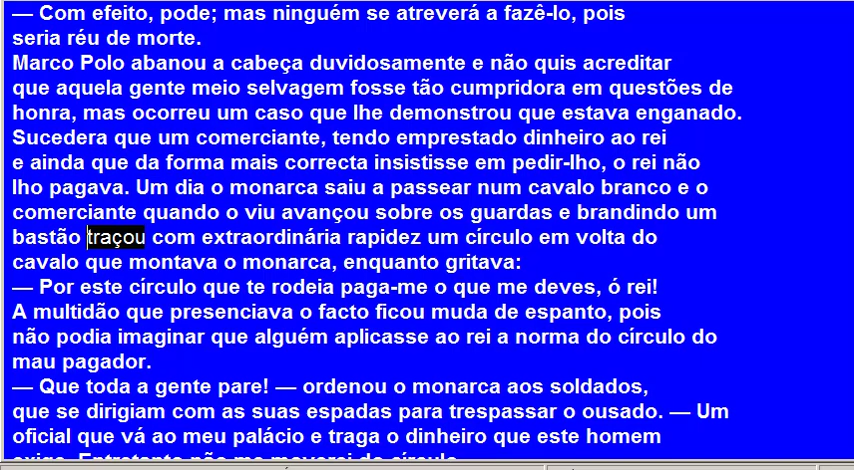 — Com efeito, pode; mas ninguém se atreverá a fazê-lo, pois
seria réu de morte.
Marco Polo abanou a cabeça duvidosamente e não quis acreditar
que aquela gente meio selvagem fosse tão cumpridora em questões de
honra, mas ocorreu um caso que lhe demonstrou que estava enganado.
Sucedera que um comerciante, tendo emprestado dinheiro ao rei
e ainda que da forma mais correcta insistisse em pedir-lho, o rei não
lho pagava. Um dia o monarca saiu a passear num cavalo branco e o
comerciante quando o viu avançou sobre os guardas e brandindo um
bastão traçou com extraordinária rapidez um círculo em volta do
cavalo que montava o monarca, enquanto gritava:
— Por este círculo que te rodeia paga-me o que me deves, ó rei!
A multidão que presenciava o facto ficou muda de espanto, pois
não podia imaginar que alguém aplicasse ao rei a norma do círculo do
mau pagador.
— Que toda a gente pare! — ordenou o monarca aos soldados,
que se dirigiam com as suas espadas para trespassar o ousado. — Um
oficial que vá ao meu palácio e traga o dinheiro que este homem
exige. Entretanto não me moverei do círculo